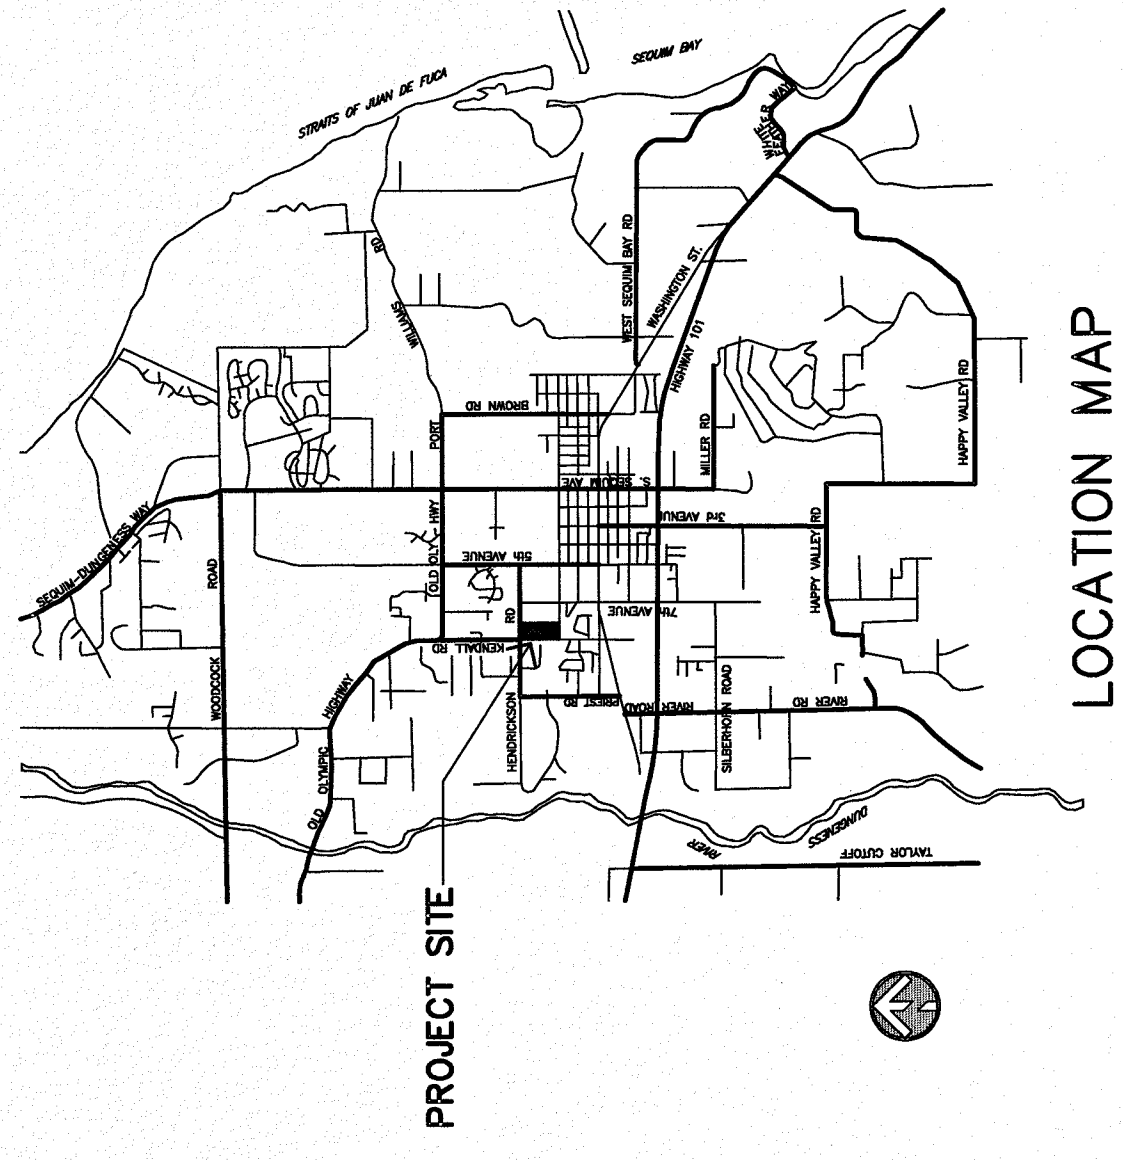 STRAITS OF JUAN DE FUCA
SEQUIM BAY
WHITE
FEATHER WAY
WILLIAMS
RD
WEST SEQUIM BAY RD
WASHINGTON ST.
HIGHWAY 101
BROWN RD
PORT
MILLER RD
HAPPY VALLEY RD
S. SEQUIM AVE
SEQUIM-DUNGENESS WAY
3rd AVENUE
5th AVENUE
OLD OLY - HWY
HAPPY VALLEY RD
7th AVENUE
ROAD
RD
KENDALL RD
WOODCOCK
HIGHWAY
OLYMPIC
OLD
HENDRICKSON
PRIEST RD
RIVER ROAD
SILBERHORN ROAD
RIVER RD
DUNGENESS
RIVER
TAYLOR CUTOFF
PROJECT SITE
LOCATION MAP